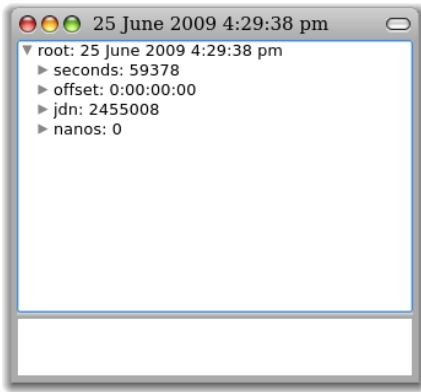 25 June 2009 4:29:38 pm
root: 25 June 2009 4:29:38 pm
seconds: 59378
offset: 0:00:00:00
jdn: 2455008
nanos: 0